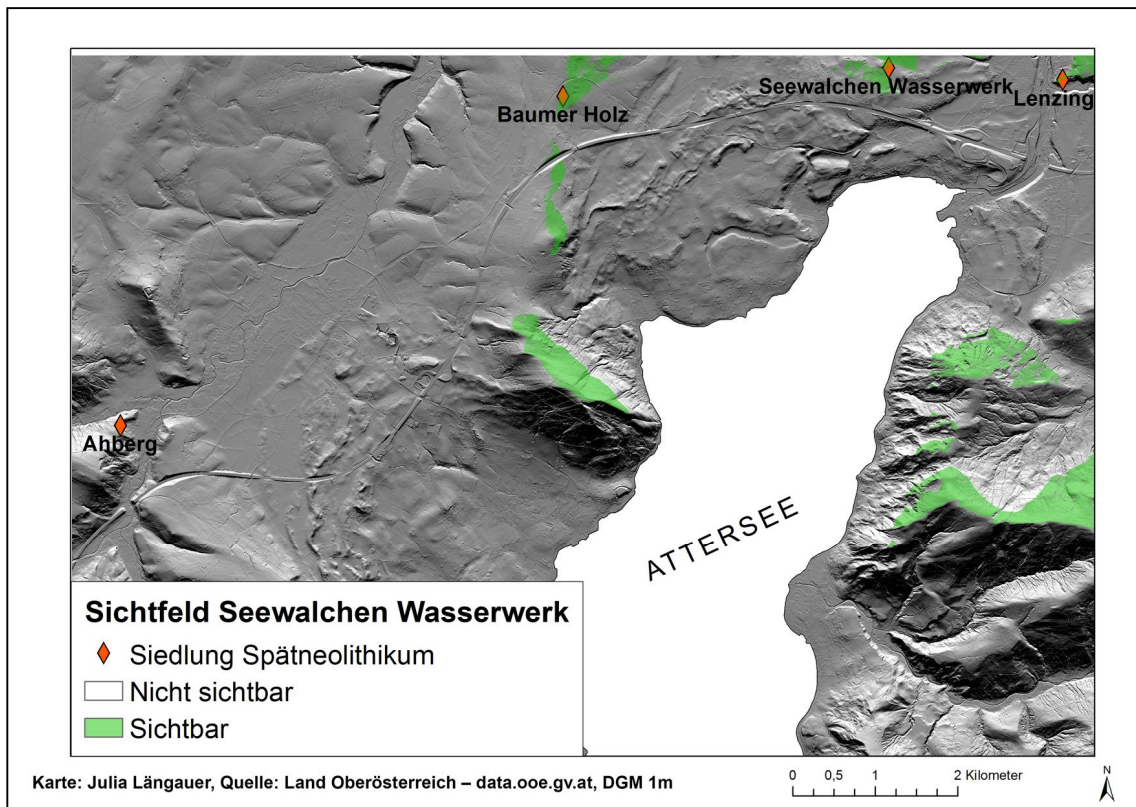 Seewalchen Wasserwerk
Lenzing
Baumer Holz
Ahberg
ATTERSEE
Sichtfeld Seewalchen Wasserwerk
Siedlung Spätneolithikum
Nicht sichtbar
Sichtbar
Karte: Julia Längauer, Quelle: Land Oberösterreich – data.ooe.gv.at, DGM 1m
0 0,5 1 2 Kilometer
N